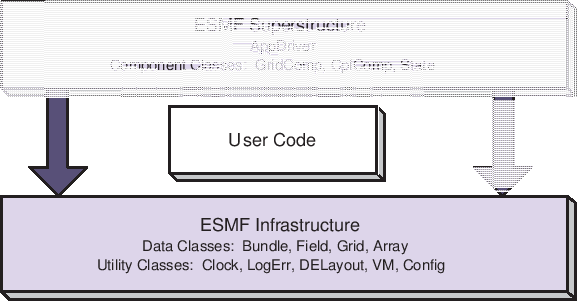 ESMF Superstructure
AppDriver
Component Classes: GridComp, CplComp, State
User Code
ESMF Infrastructure
Data Classes: Bundle, Field, Grid, Array
Utility Classes: Clock, LogErr, DELayout, VM, Config